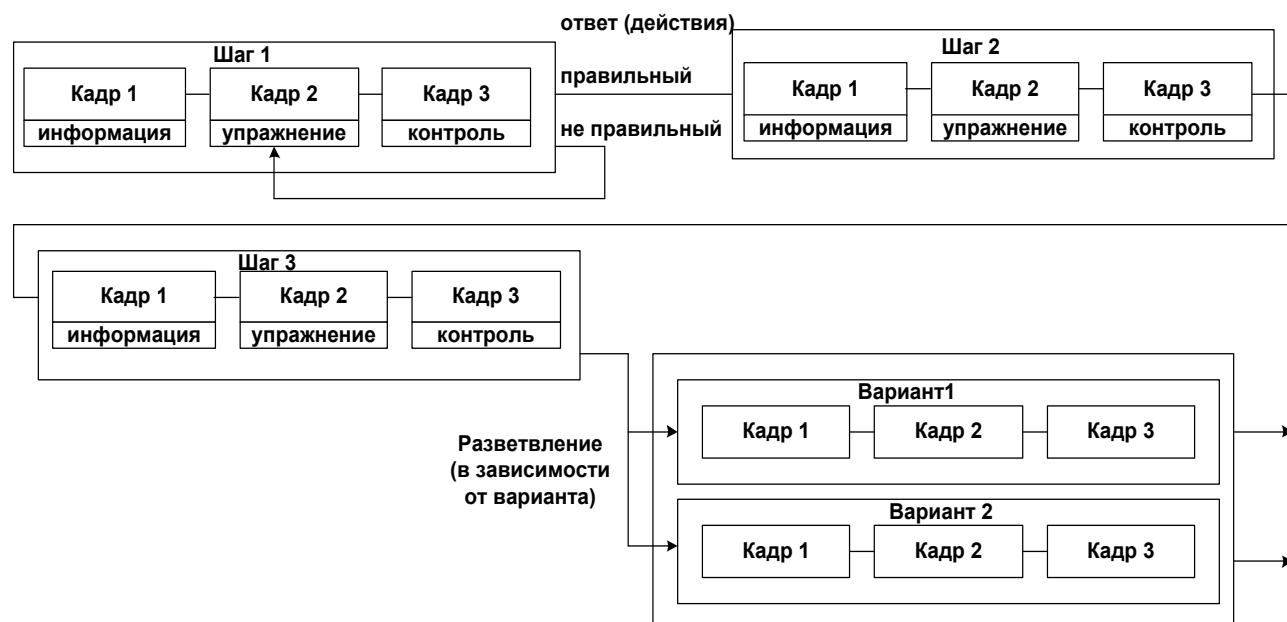 ответ (действия)
Шаг 1
Кадр 1
информация
Кадр 2
упражнение
Кадр 3
контроль
правильный
не правильный
Шаг 2
Кадр 1
информация
Кадр 2
упражнение
Кадр 3
контроль
Шаг 3
Кадр 1
информация
Кадр 2
упражнение
Кадр 3
контроль
Разветвление
(в зависимости
от варианта)
Вариант1
Кадр 1
Кадр 2
Кадр 3
Вариант 2
Кадр 1
Кадр 2
Кадр 3